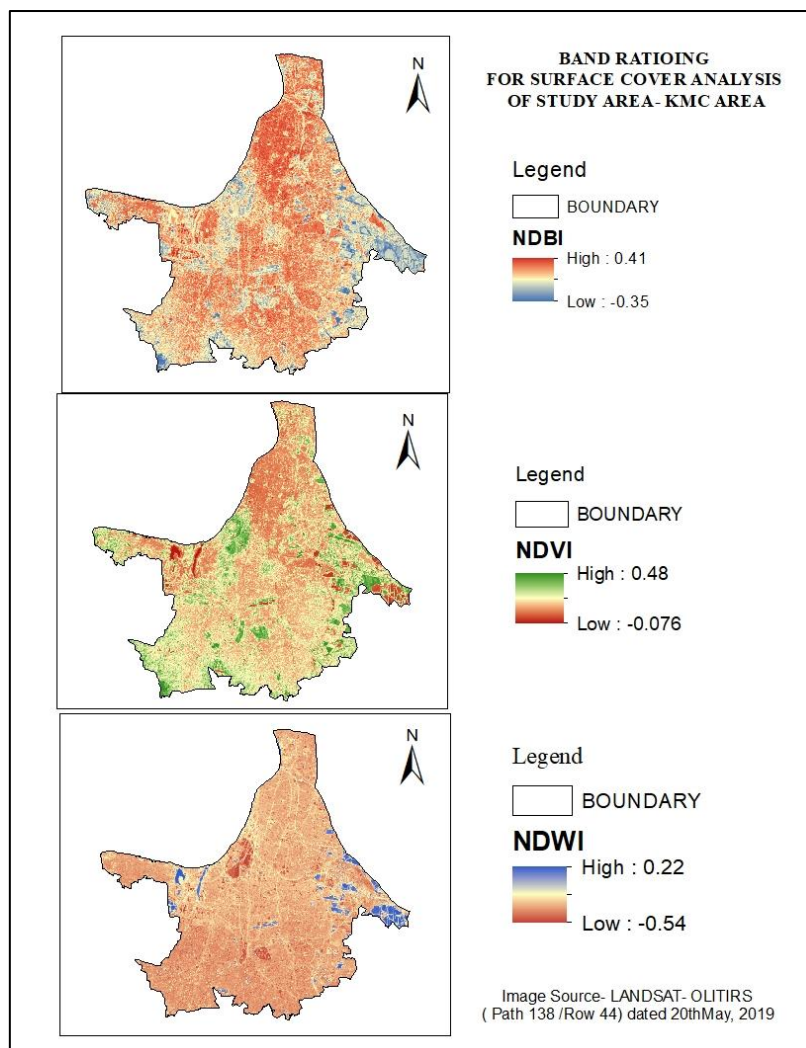 BAND RATIOING
FOR SURFACE COVER ANALYSIS
OF STUDY AREA- KMC AREA
N
Legend
BOUNDARY
NDBI
High : 0.41
Low : -0.35
N
Legend
BOUNDARY
NDVI
High : 0.48
Low : -0.076
N
Legend
BOUNDARY
NDWI
High : 0.22
Low : -0.54
Image Source- LANDSAT- OLITIRS
( Path 138 /Row 44) dated 20thMay, 2019